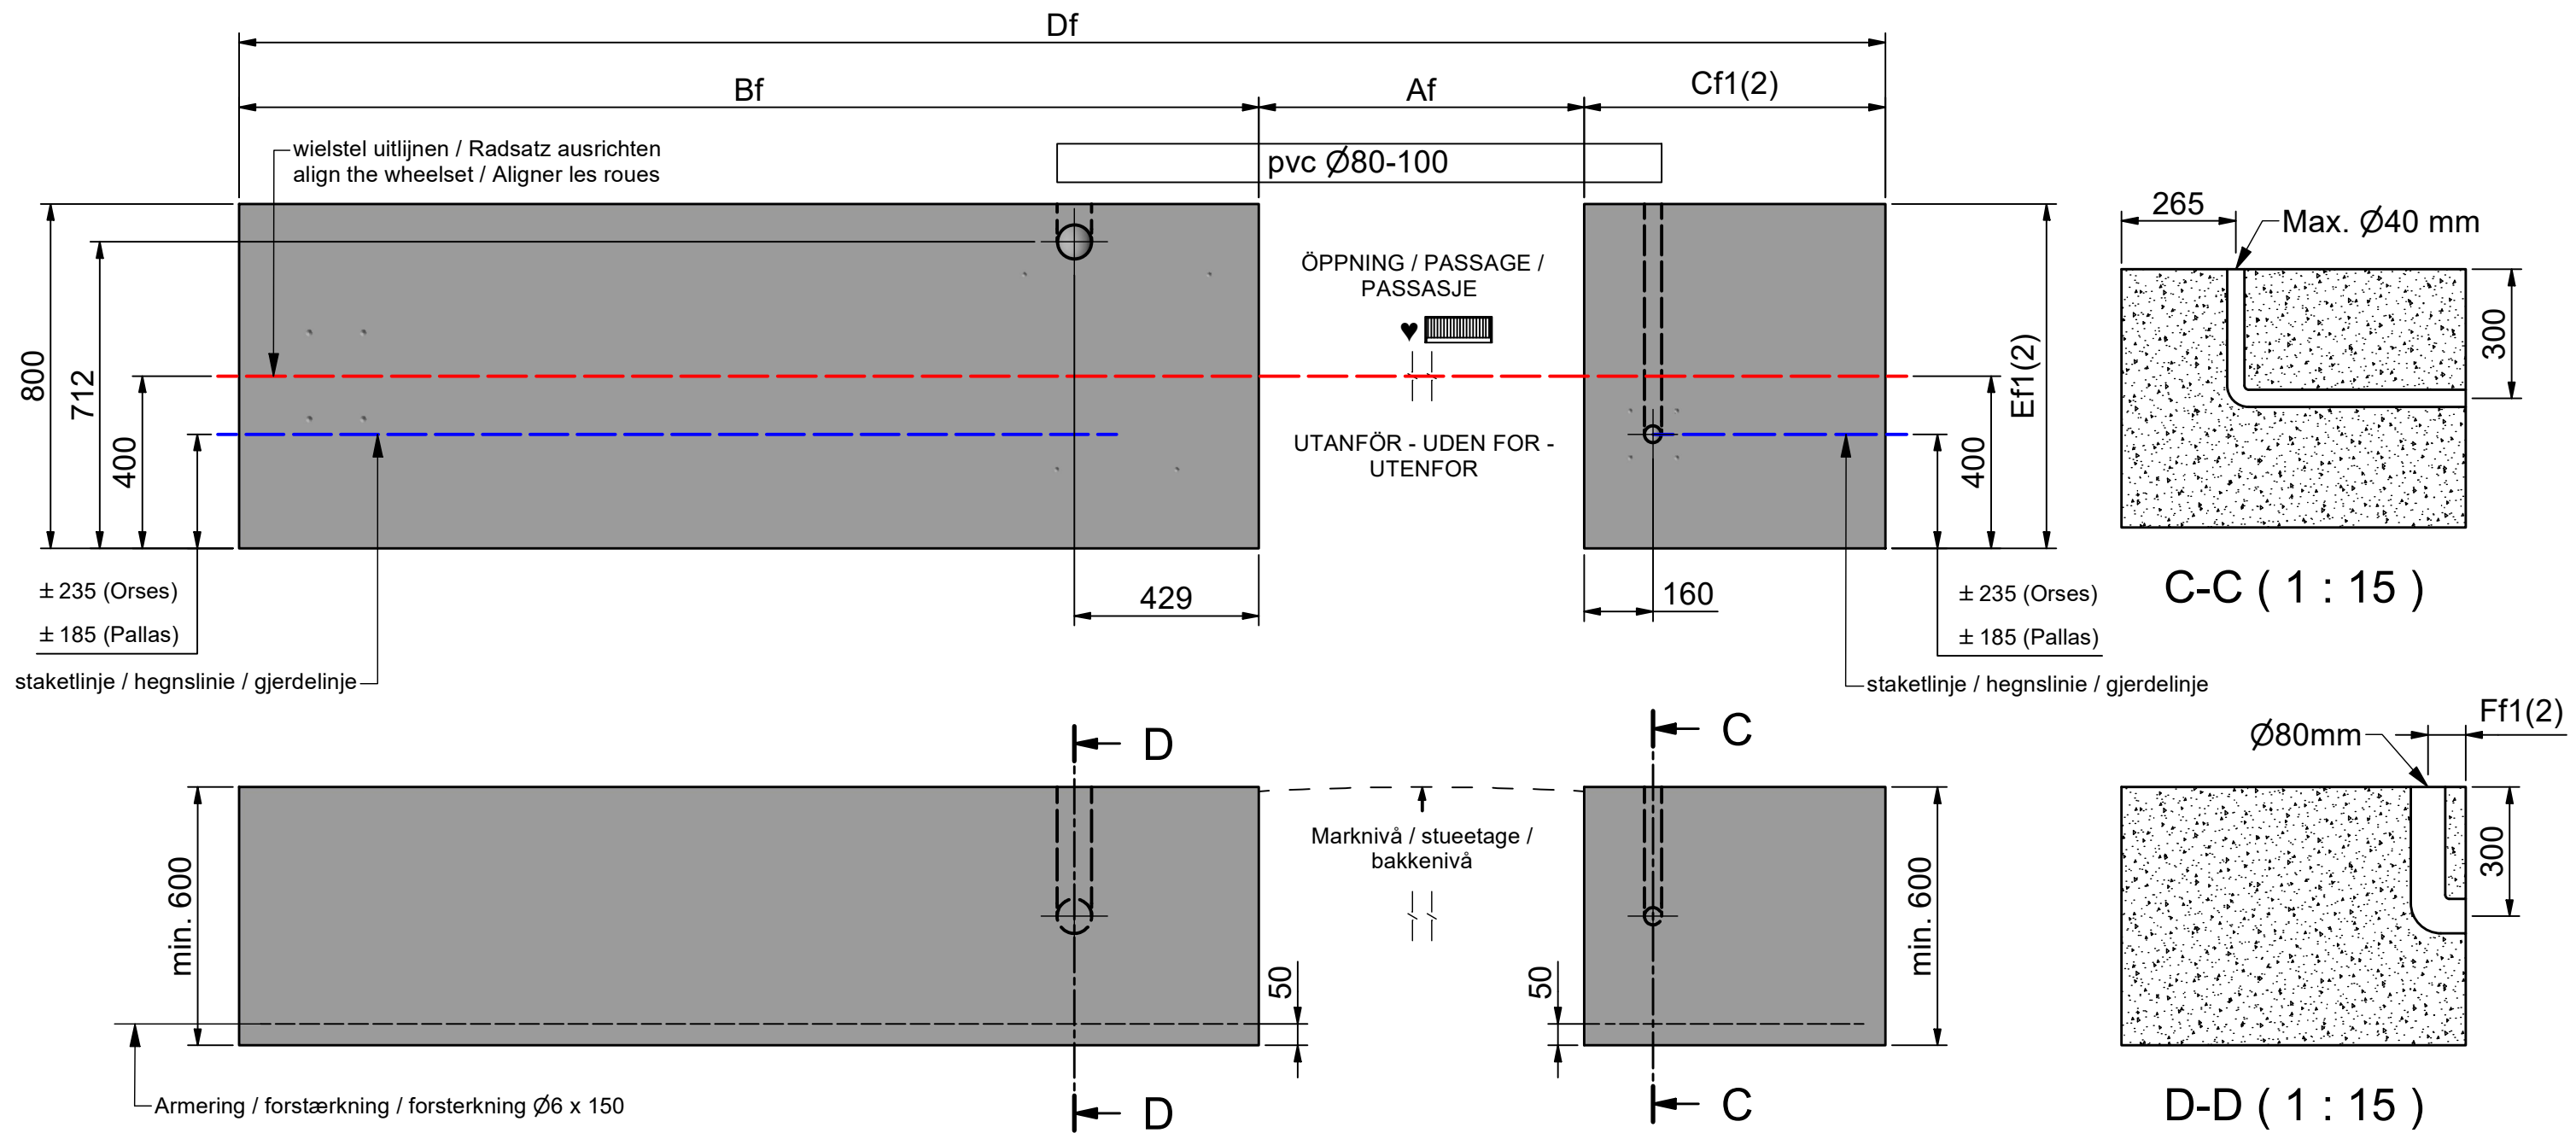 Df
Bf
Af
Cf1(2)
wielstel uitlijnen / Radsatz ausrichten
align the wheelset / Aligner les roues
pvc Ø80-100
265
Max. Ø40 mm
300
ÖPPNING / PASSAGE /
PASSASJE
♥
800
712
400
Ef1(2)
400
UTANFÖR - UDEN FOR -
UTENFOR
± 235 (Orses)
± 185 (Pallas)
429
160
± 235 (Orses)
± 185 (Pallas)
C-C ( 1 : 15 )
staketlinje / hegnslinie / gjerdelinje
staketlinje / hegnslinie / gjerdelinje
D
C
Ø80mm
Ff1(2)
min. 600
Marknivå / stueetage /
bakkenivå
min. 600
300
50
50
Armering / forstærkning / forsterkning Ø6 x 150
D
C
D-D ( 1 : 15 )